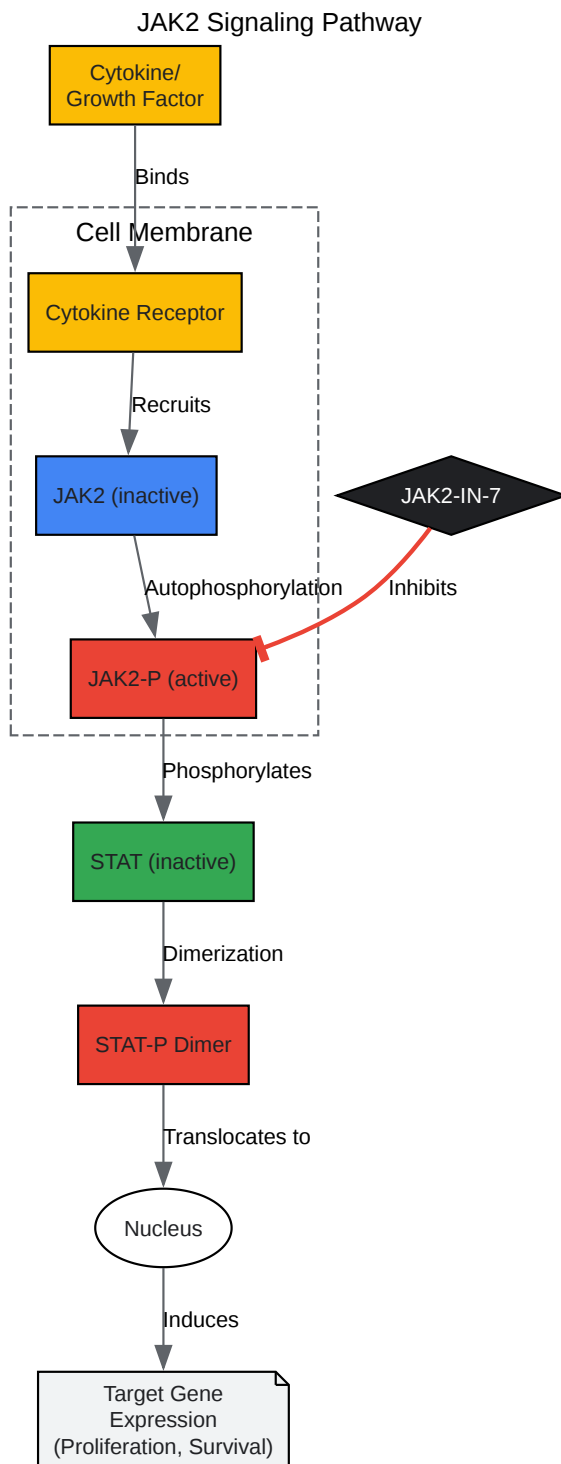 JAK2 Signaling Pathway
Cytokine/
Growth Factor
Binds
Cell Membrane
Cytokine Receptor
Recruits
JAK2 (inactive)
JAK2-IN-7
Autophosphorylation
Inhibits
JAK2-P (active)
Phosphorylates
STAT (inactive)
Dimerization
STAT-P Dimer
Translocates to
Nucleus
Induces
Target Gene
Expression
(Proliferation, Survival)